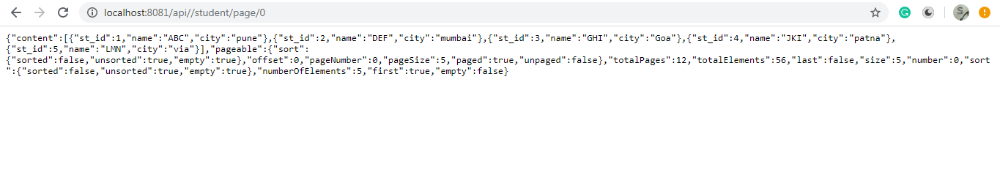 localhost:8081/api//student/page/0
{"content":[{"st_id":1,"name":"ABC","city":"pune"},{"st_id":2,"name":"DEF","city":"mumbai"},{"st_id":3,"name":"GHI","city":"Goa"},{"st_id":4,"name":"JKI","city":"patna"},
{"st_id":5,"name":"LMN","city":"via"}],"pageable":{"sort":
{"sorted":false,"unsorted":true,"empty":true},"offset":0,"pageNumber":0,"pageSize":5,"paged":true,"unpaged":false},"totalPages":12,"totalElements":56,"last":false,"size":5,"number":0,"sort
":{"sorted":false,"unsorted":true,"empty":true},"numberOfElements":5,"first":true,"empty":false}